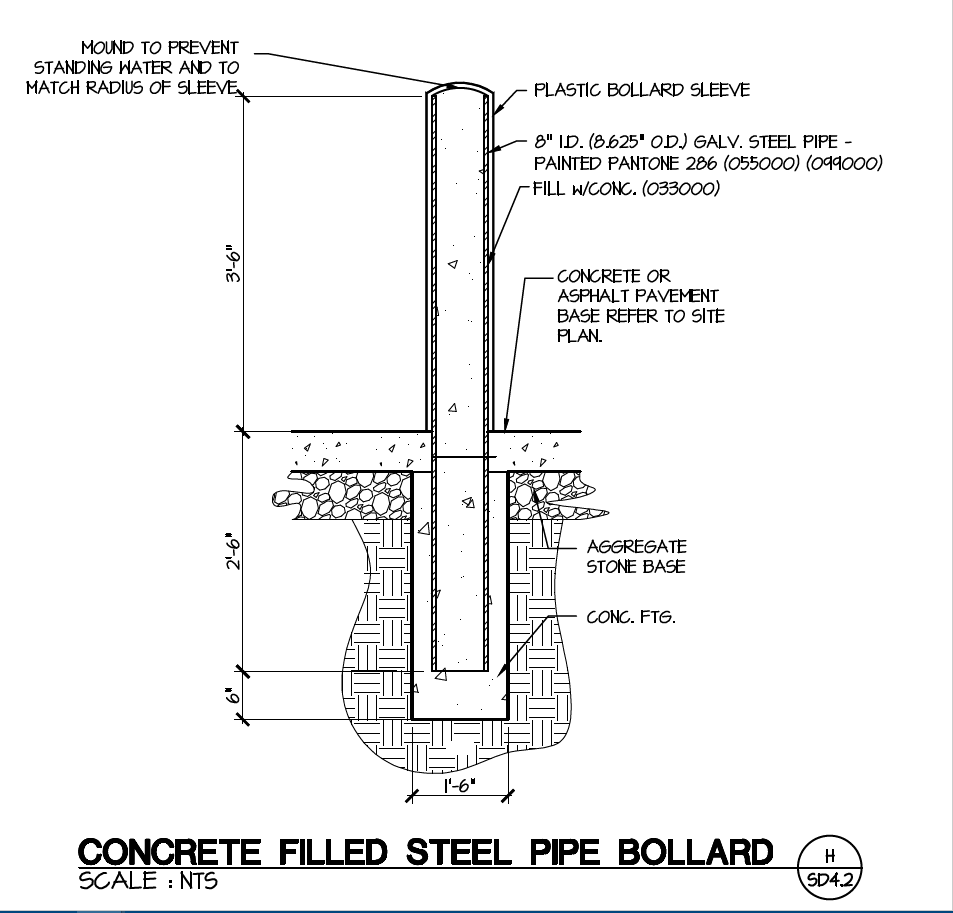 MOUND TO PREVENT
STANDING WATER AND TO
MATCH RADIUS OF SLEEVE
PLASTIC BOLLARD SLEEVE
8" I.D. (8.625" O.D.) GALV. STEEL PIPE -
PAINTED PANTONE 286 (055000) (099000)
FILL W/CONC. (033000)
3'-6"
CONCRETE OR
ASPHALT PAVEMENT
BASE REFER TO SITE
PLAN.
2'-6"
AGGREGATE
STONE BASE
CONC. FTG.
6"
1'-6"
CONCRETE FILLED STEEL PIPE BOLLARD
SCALE : NTS
H
SD4.2